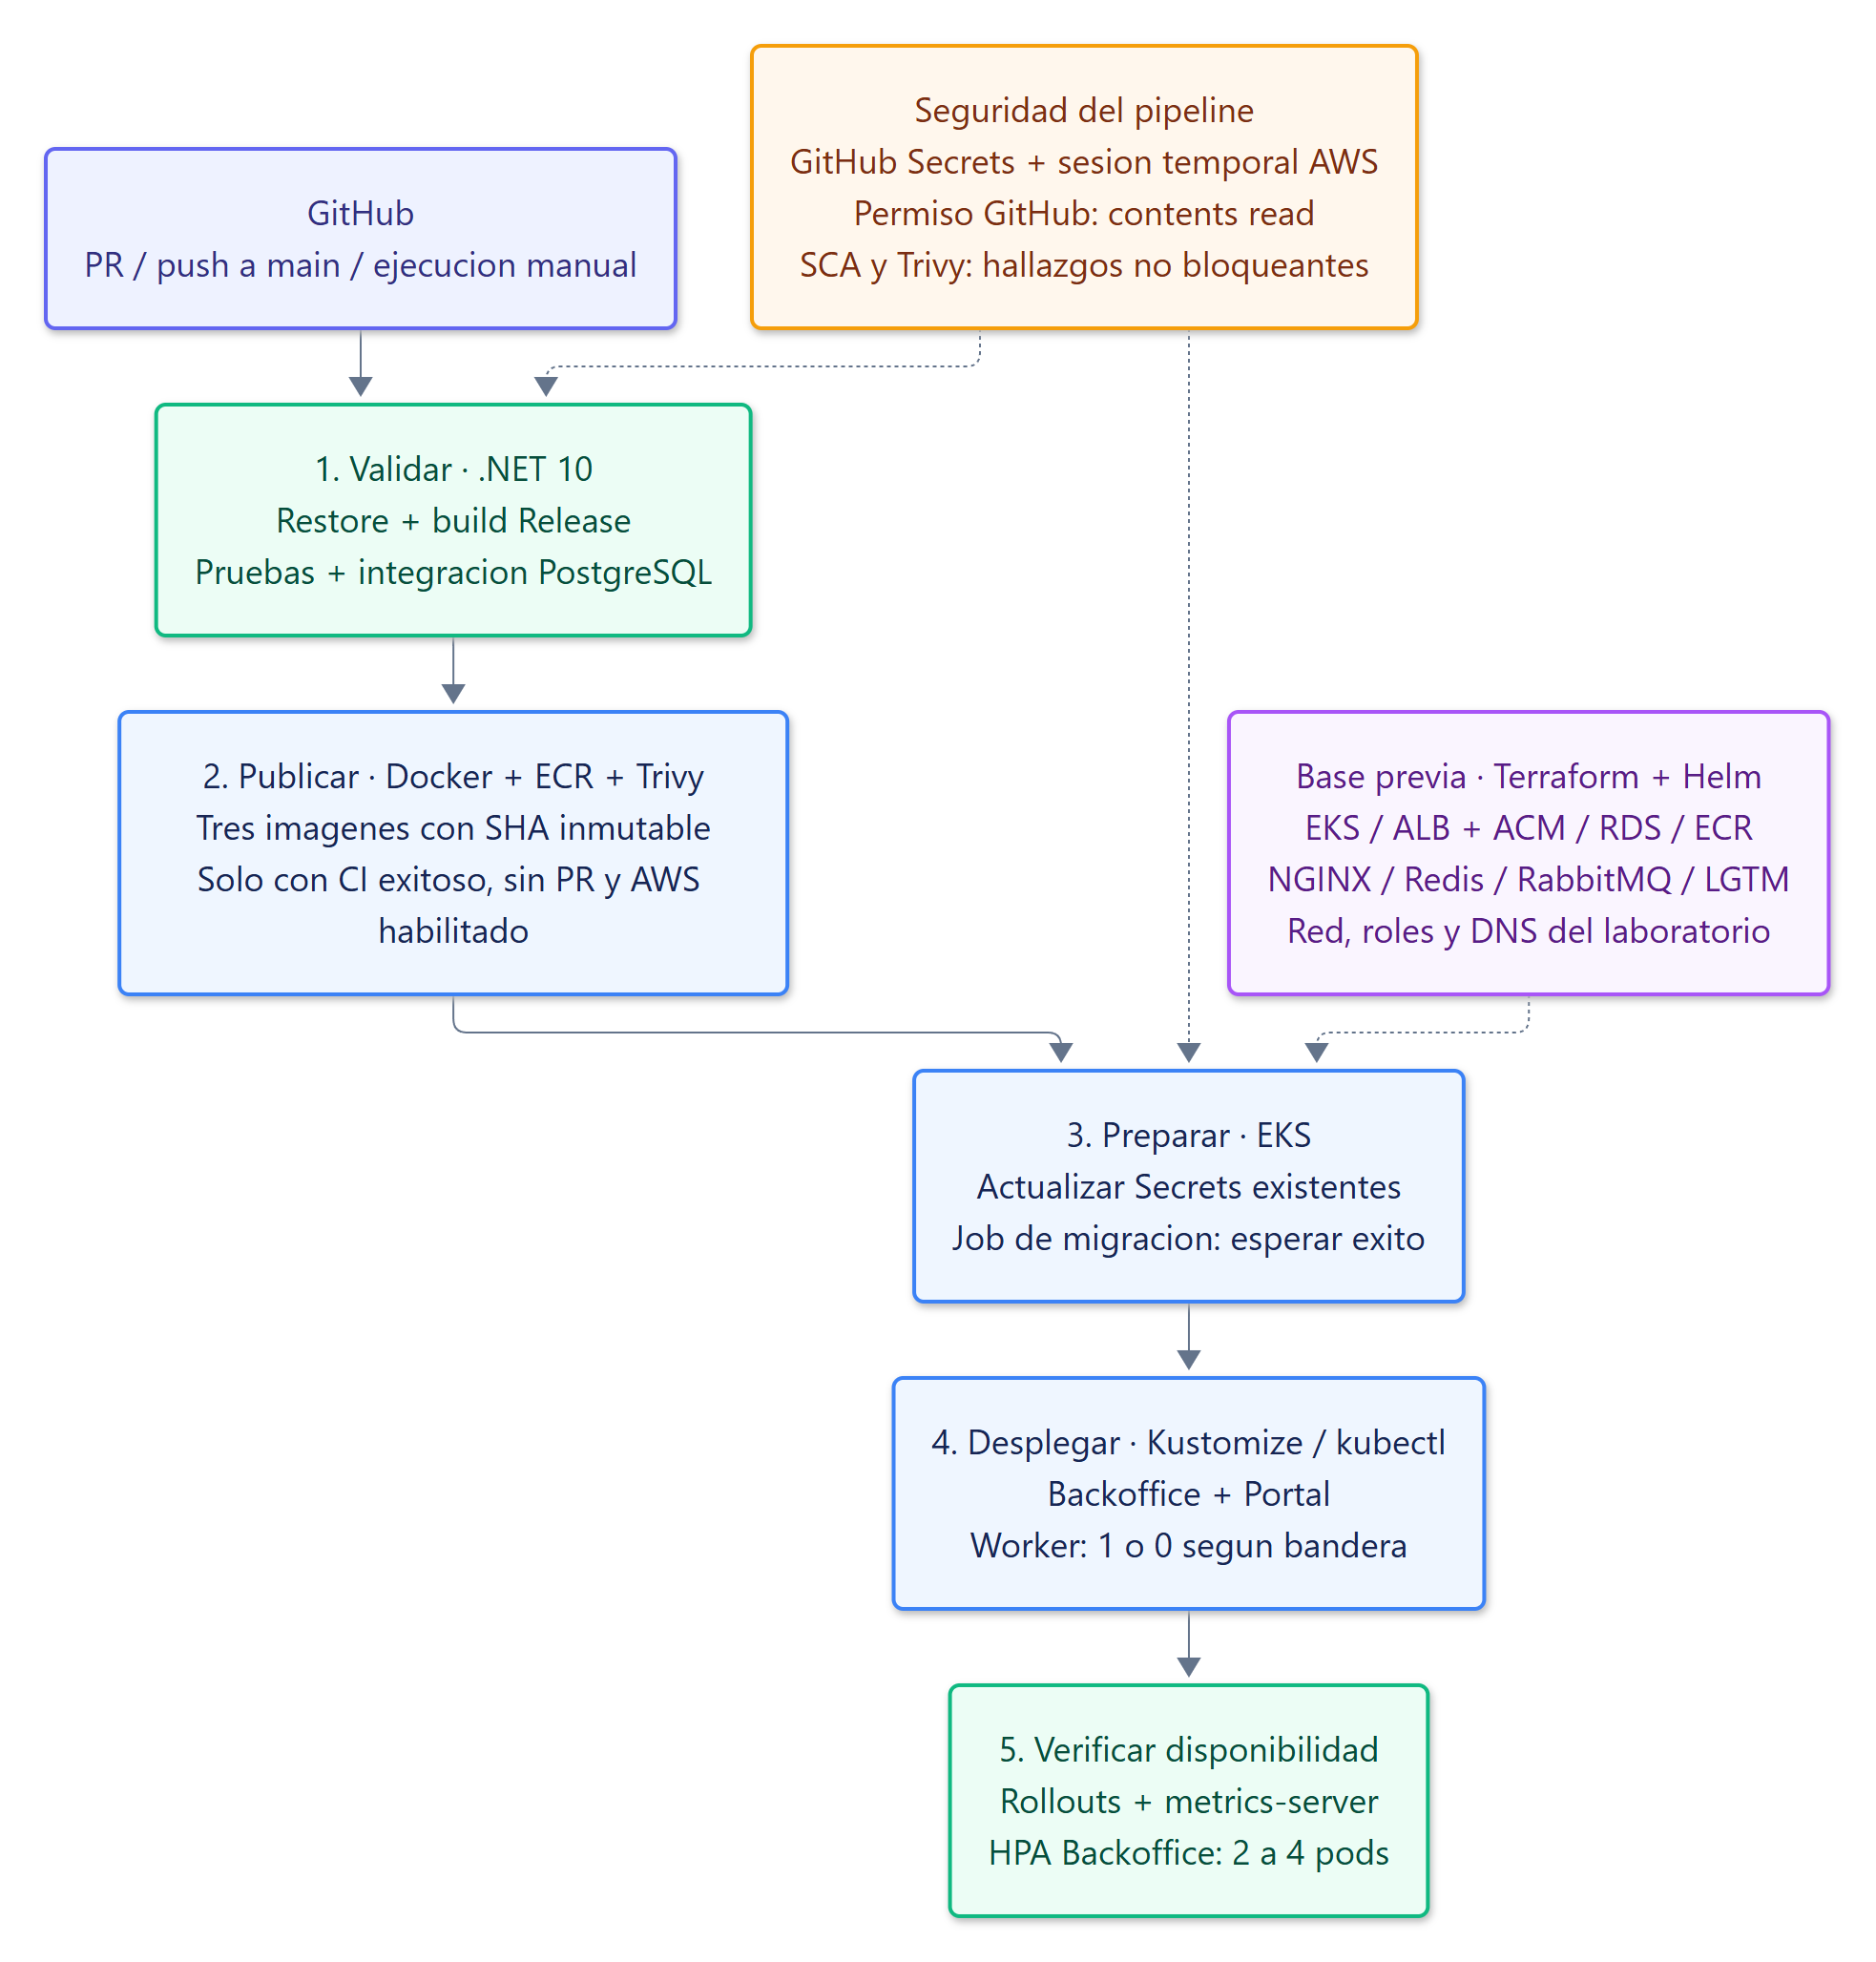 Seguridad del pipeline
GitHub Secrets + sesion temporal AWS
Permiso GitHub: contents read
SCA y Trivy: hallazgos no bloqueantes
GitHub
PR / push a main / ejecucion manual
1. Validar · .NET 10
Restore + build Release
Pruebas + integracion PostgreSQL
2. Publicar · Docker + ECR + Trivy
Tres imagenes con SHA inmutable
Solo con CI exitoso, sin PR y AWS
habilitado
Base previa · Terraform + Helm
EKS / ALB + ACM / RDS / ECR
NGINX / Redis / RabbitMQ / LGTM
Red, roles y DNS del laboratorio
3. Preparar · EKS
Actualizar Secrets existentes
Job de migracion: esperar exito
4. Desplegar · Kustomize / kubectl
Backoffice + Portal
Worker: 1 o 0 segun bandera
5. Verificar disponibilidad
Rollouts + metrics-server
HPA Backoffice: 2 a 4 pods